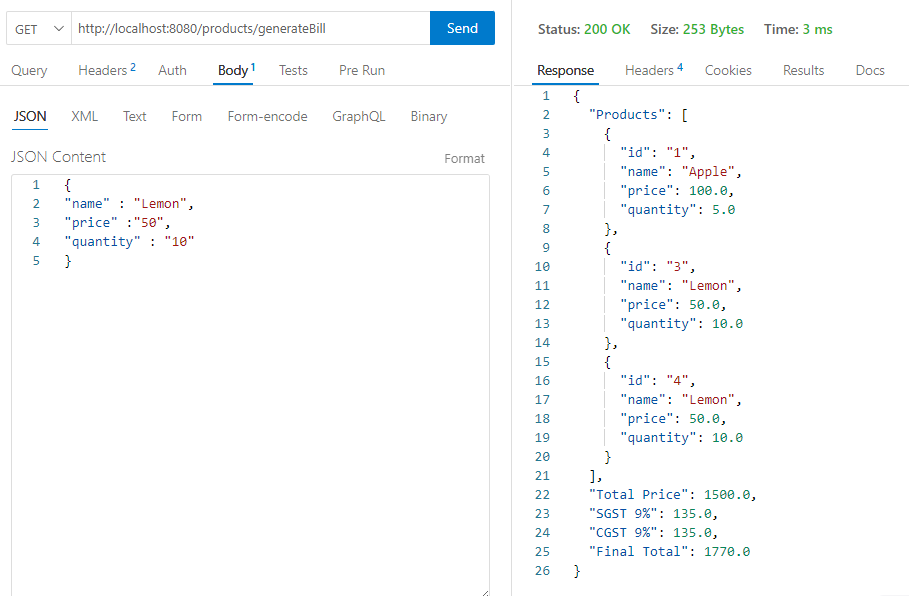 GET http://localhost:8080/products/generateBill Send
Query Headers 2 Auth Body 1 Tests Pre Run
JSON XML Text Form Form-encode GraphQL Binary
JSON Content Format
1 {
2 "name" : "Lemon",
3 "price" :"50",
4 "quantity" : "10"
5 }
Status: 200 OK Size: 253 Bytes Time: 3 ms
Response Headers 4 Cookies Results Docs
1 {
2 "Products": [
3 {
4 "id": "1",
5 "name": "Apple",
6 "price": 100.0,
7 "quantity": 5.0
8 },
9 {
10 "id": "3",
11 "name": "Lemon",
12 "price": 50.0,
13 "quantity": 10.0
14 },
15 {
16 "id": "4",
17 "name": "Lemon",
18 "price": 50.0,
19 "quantity": 10.0
20 }
21 ],
22 "Total Price": 1500.0,
23 "SGST 9%": 135.0,
24 "CGST 9%": 135.0,
25 "Final Total": 1770.0
26 }